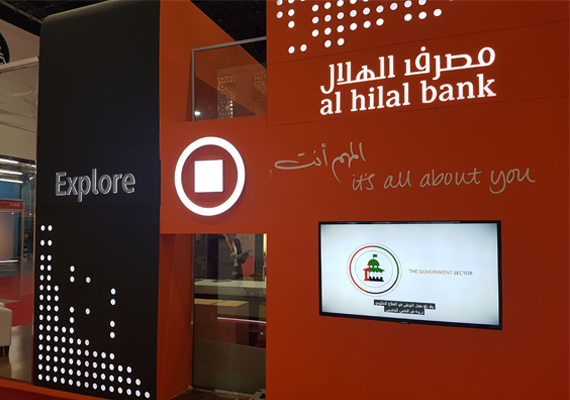 مصرف الهلال
al hilal bank
Explore
المهم أنت
it's all about you
THE GOVERNMENT SECTOR